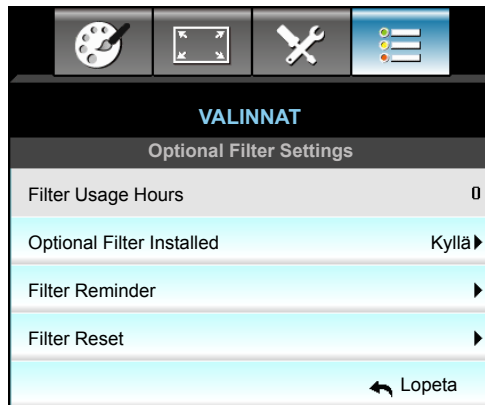 VALINNAT
Optional Filter Settings
Filter Usage Hours 0
Optional Filter Installed Kyllä
Filter Reminder
Filter Reset
Lopeta